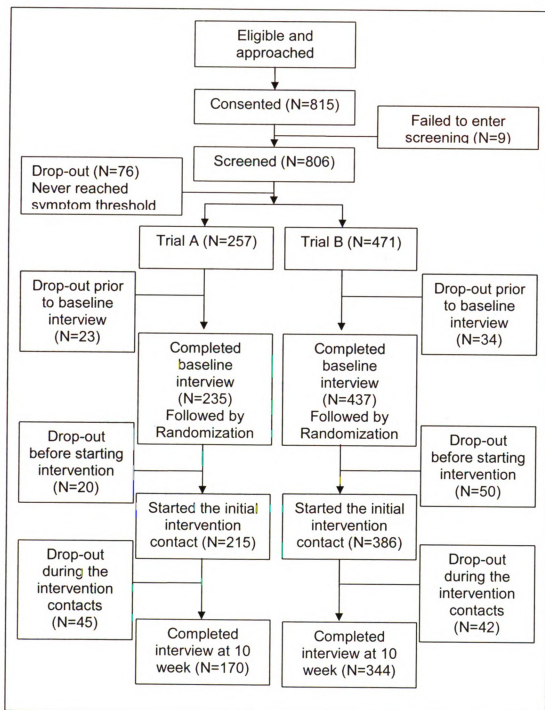 Eligible and
approached
Consented (N=815)
Failed to enter
screening (N=9)
Screened (N=806)
Drop-out (N=76)
Never reached
symptom threshold
Trial A (N=257)
Trial B (N=471)
Drop-out prior
to baseline
interview
(N=23)
Drop-out prior
to baseline
interview
(N=34)
Completed
baseline
interview
(N=235)
Followed by
Randomization
Completed
baseline
interview
(N=437)
Followed by
Randomization
Drop-out
before starting
intervention
(N=20)
Drop-out
before starting
intervention
(N=50)
Started the initial
intervention
contact (N=215)
Started the initial
intervention
contact (N=386)
Drop-out
during the
intervention
contacts
(N=45)
Drop-out
during the
intervention
contacts
(N=42)
Completed
interview at 10
week (N=170)
Completed
interview at 10
week (N=344)